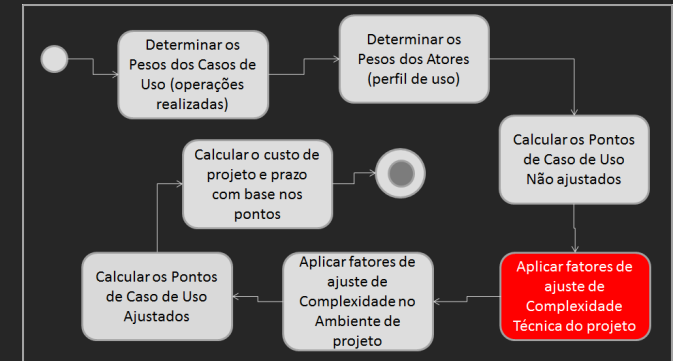 Determinar os
Pesos dos Casos de
Uso (operações
realizadas)
Determinar os
Pesos dos Atores
(perfil de uso)
Calcular os Pontos
de Caso de Uso
Não ajustados
Aplicar fatores de
ajuste de
Complexidade
Técnica do projeto
Aplicar fatores de
ajuste de
Complexidade no
Ambiente de
projeto
Calcular os Pontos
de Caso de Uso
Ajustados
Calcular o custo de
projeto e prazo
com base nos
pontos